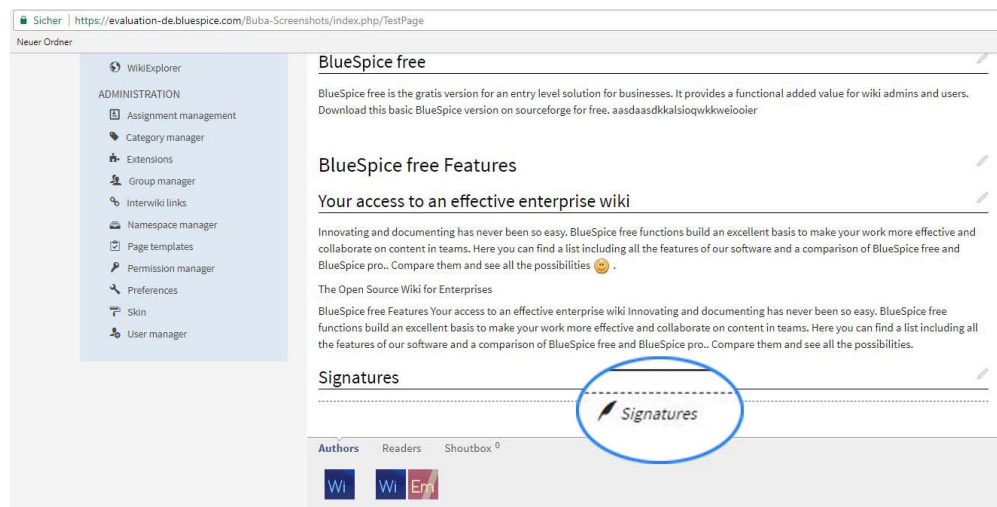 Sicher | https://evaluation-de.bluespice.com/Buba-Screenshots/index.php/TestPage
Neuer Ordner
WikiExplorer
ADMINISTRATION
Assignment management
Category manager
Extensions
Group manager
Interwiki links
Namespace manager
Page templates
Permission manager
Preferences
Skin
User manager
BlueSpice free
BlueSpice free is the gratis version for an entry level solution for businesses. It provides a functional added value for wiki admins and users.
Download this basic BlueSpice version on sourceforge for free. aasdaasdkkalsioqwkkweiooier
BlueSpice free Features
Your access to an effective enterprise wiki
Innovating and documenting has never been so easy. BlueSpice free functions build an excellent basis to make your work more effective and
collaborate on content in teams. Here you can find a list including all the features of our software and a comparison of BlueSpice free and
BlueSpice pro.. Compare them and see all the possibilities .
The Open Source Wiki for Enterprises
BlueSpice free Features Your access to an effective enterprise wiki Innovating and documenting has never been so easy. BlueSpice free
functions build an excellent basis to make your work more effective and collaborate on content in teams. Here you can find a list including all
the features of our software and a comparison of BlueSpice free and BlueSpice pro.. Compare them and see all the possibilities.
Signatures
Signatures
Authors Readers Shoutbox 0
Wi Wi Em